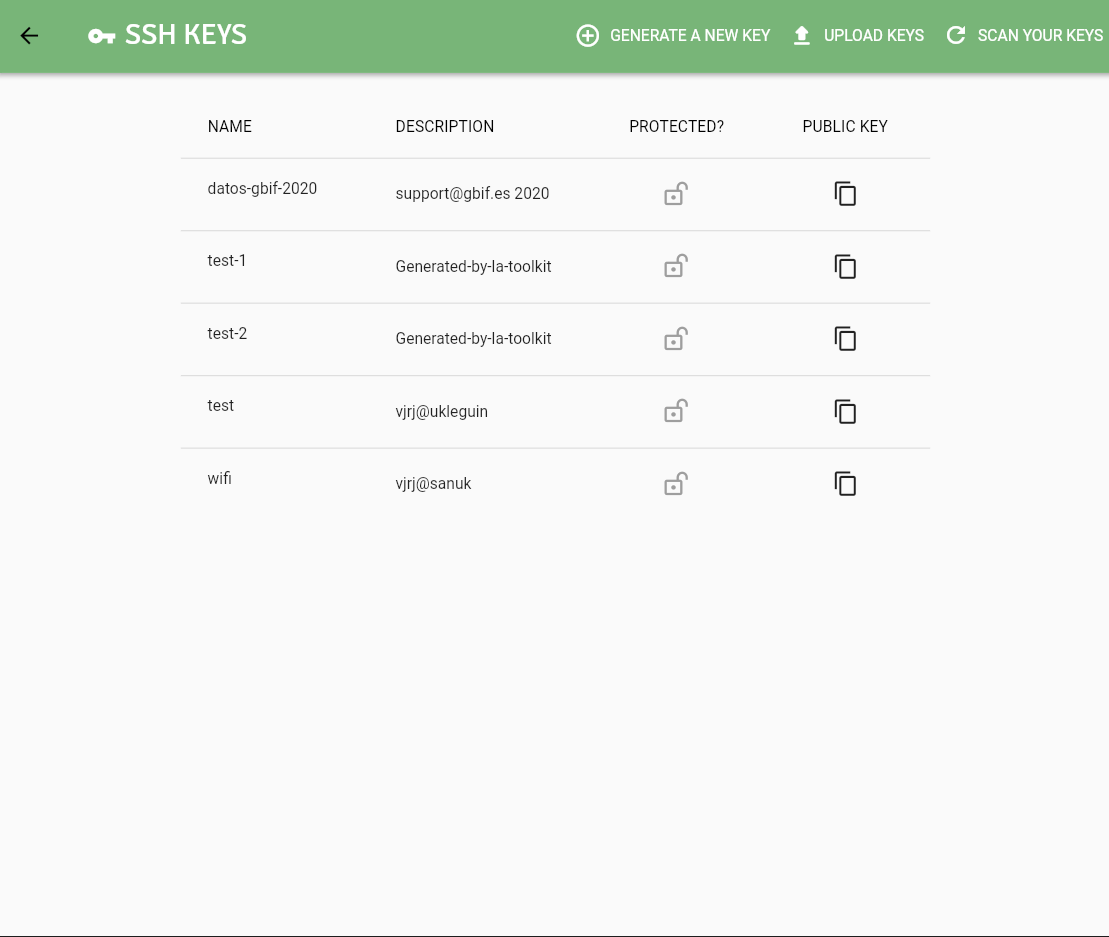 SSH KEYS GENERATE A NEW KEY UPLOAD KEYS SCAN YOUR KEYS
NAME DESCRIPTION PROTECTED? PUBLIC KEY
datos-gbif-2020 support@gbif.es 2020
test-1 Generated-by-la-toolkit
test-2 Generated-by-la-toolkit
test vjrj@ukleguin
wifi vjrj@sanuk